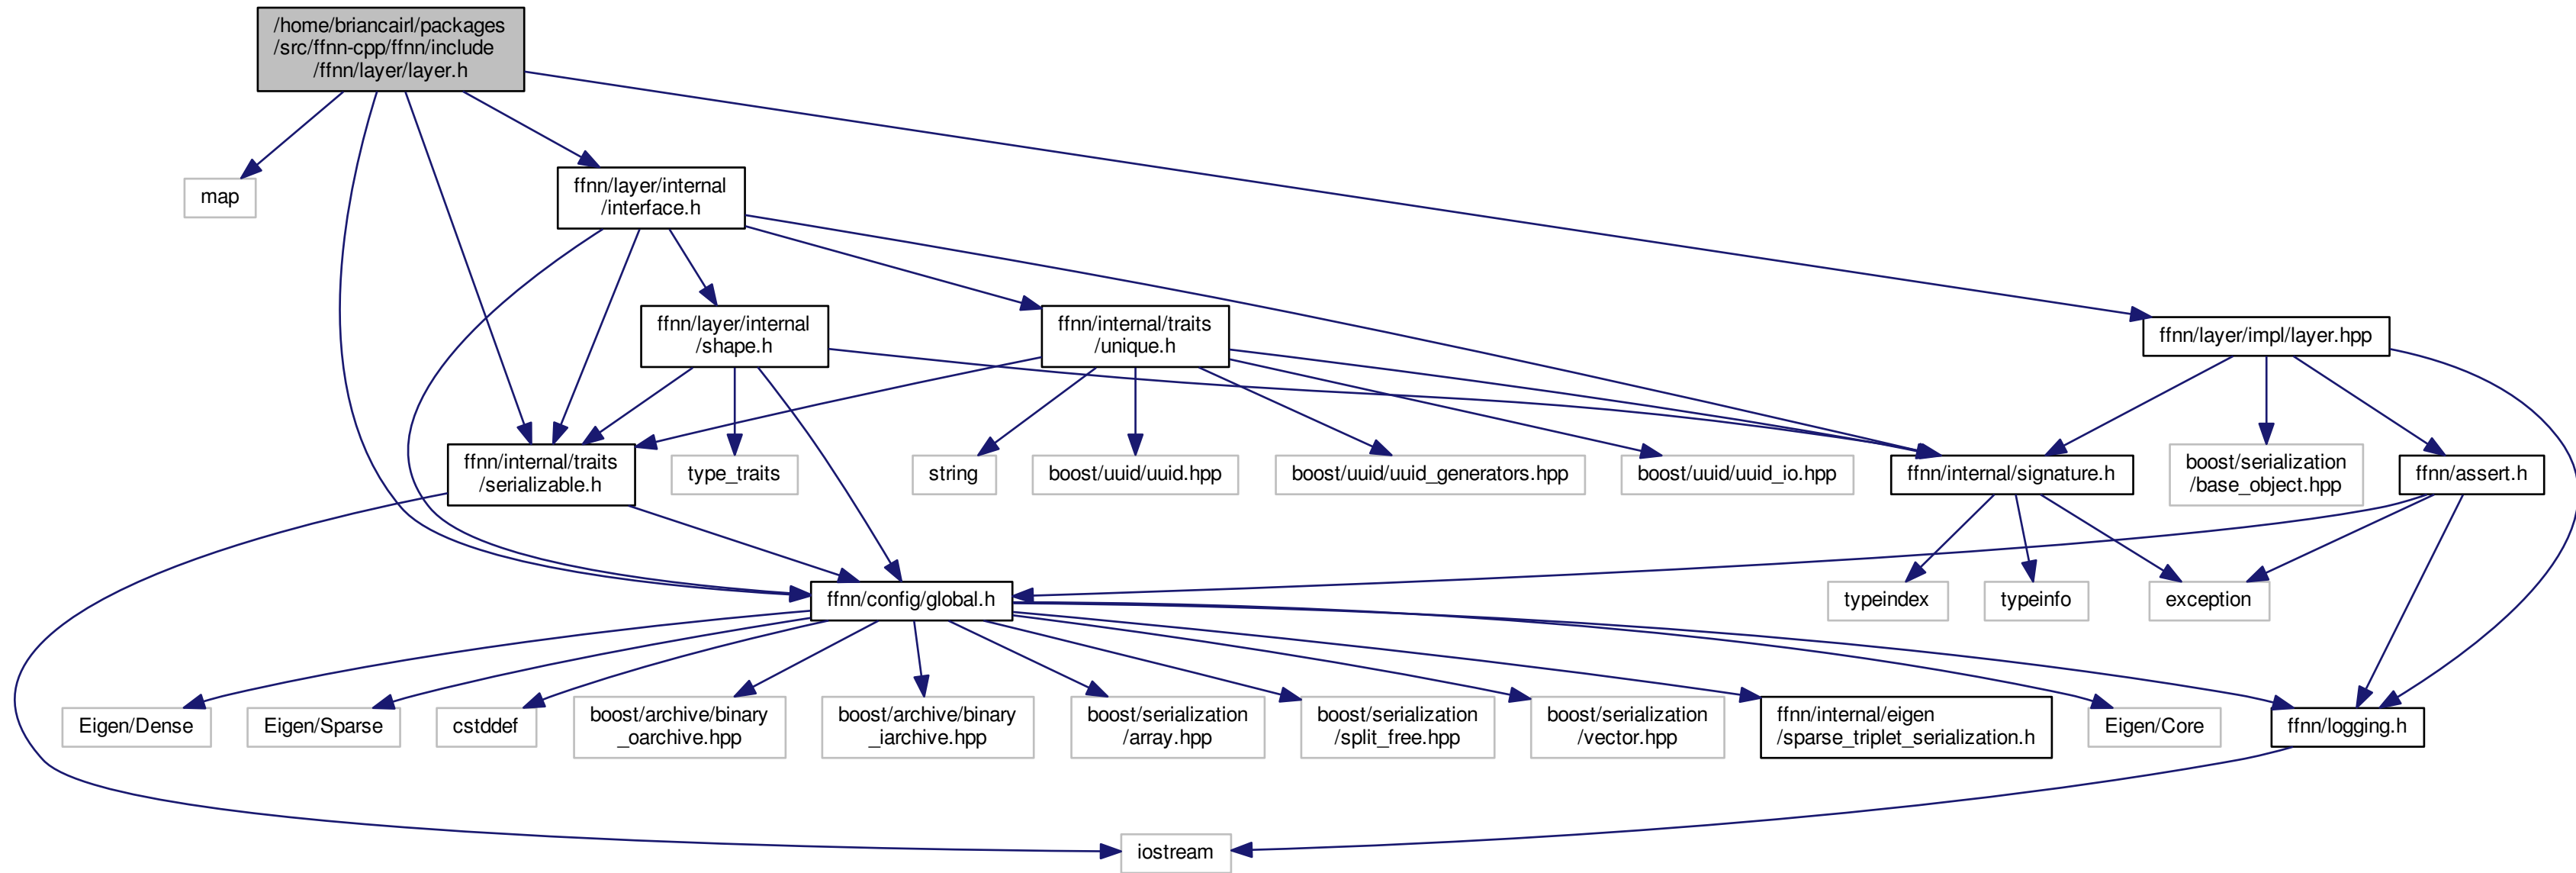 /home/briancairl/packages
/src/ffnn-cpp/ffnn/include
/ffnn/layer/layer.h
map
ffnn/layer/internal
/interface.h
ffnn/layer/internal
/shape.h
ffnn/internal/traits
/unique.h
ffnn/layer/impl/layer.hpp
ffnn/internal/traits
/serializable.h
type_traits
string
boost/uuid/uuid.hpp
boost/uuid/uuid_generators.hpp
boost/uuid/uuid_io.hpp
ffnn/internal/signature.h
boost/serialization
/base_object.hpp
ffnn/assert.h
ffnn/config/global.h
typeindex
typeinfo
exception
Eigen/Dense
Eigen/Sparse
cstddef
boost/archive/binary
_oarchive.hpp
boost/archive/binary
_iarchive.hpp
boost/serialization
/array.hpp
boost/serialization
/split_free.hpp
boost/serialization
/vector.hpp
ffnn/internal/eigen
/sparse_triplet_serialization.h
Eigen/Core
ffnn/logging.h
iostream